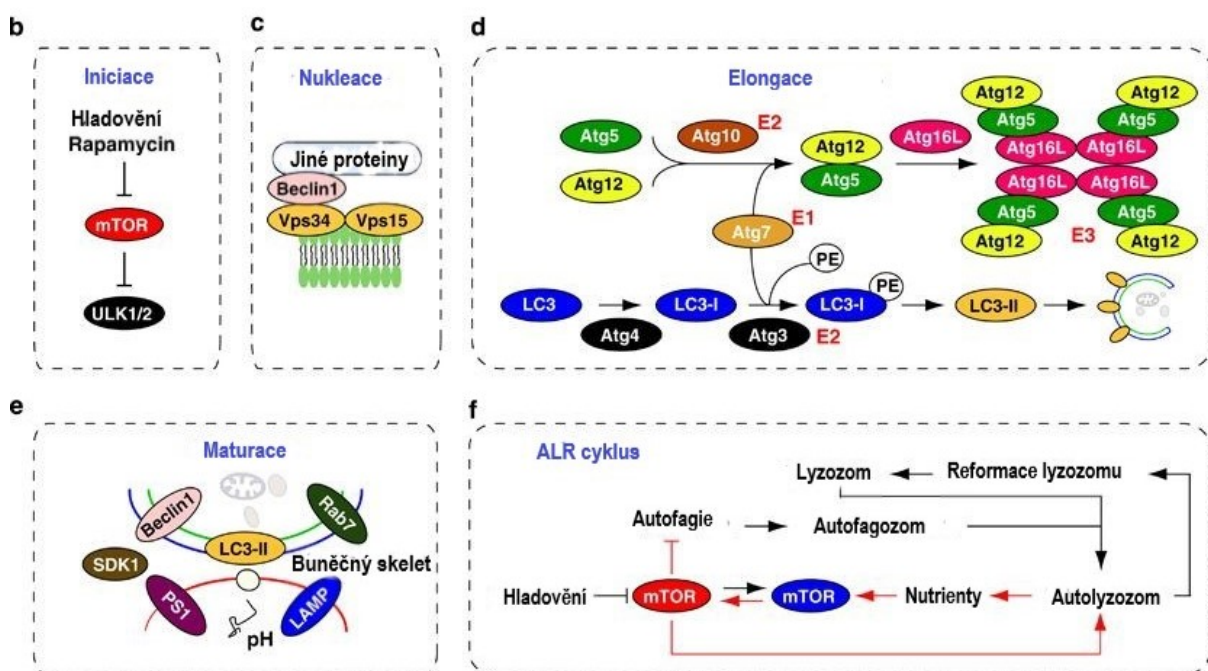 b
Iniciace
Hladovění
Rapamycin
mTOR
ULK1/2
c
Nukleace
Jiné proteiny
Beclin1
Vps34 Vps15
d
Elongace
Atg5
Atg12
Atg10 E2
Atg12
Atg5
Atg16L
Atg12 Atg12
Atg5 Atg5
Atg16L Atg16L
Atg16L Atg16L
Atg5 Atg5
Atg12 E3 Atg12
Atg7 E1
PE
LC3
LC3-I
LC3-I PE
LC3-II
Atg4
Atg3 E2
e
Maturace
Beclin1
Rab7
LC3-II
SDK1
Buněčný skelet
PS1
pH
LAMP
f
ALR cyklus
Lyzozom Reformace lyzozomu
Autofagie Autofagozom
Hladovění mTOR mTOR Nutrienty Autolyzozom